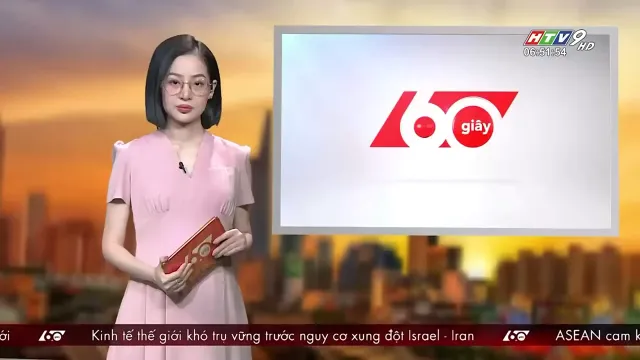 HTV9 HD
06:51:54
60 giây
ới 60 Kinh tế thế giới khó trụ vững trước nguy cơ xung đột Israel - Iran 60 ASEAN cam k